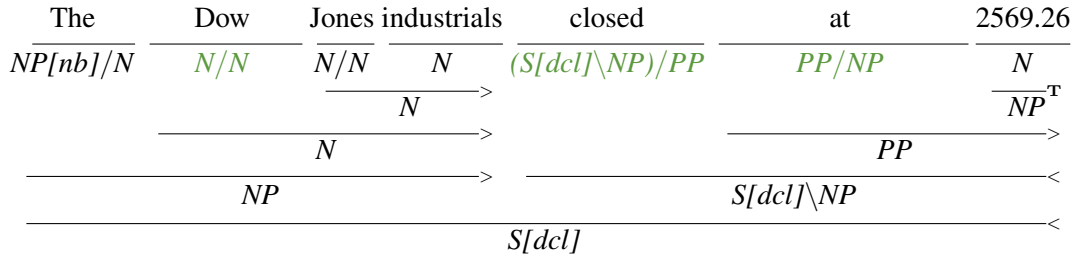 The Dow Jones industrials closed at 2569.26
NP[nb]/N N/N N/N N (S[dcl]\NP)/PP PP/NP N
> T
N NP
> >
N PP
> <
NP S[dcl]\NP
<
S[dcl]